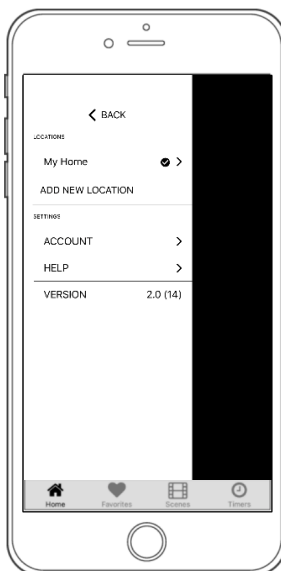 BACK
LOCATIONS
My Home
ADD NEW LOCATION
SETTINGS
ACCOUNT
HELP
VERSION 2.0 (14)
Home Favorites Scenes Timers